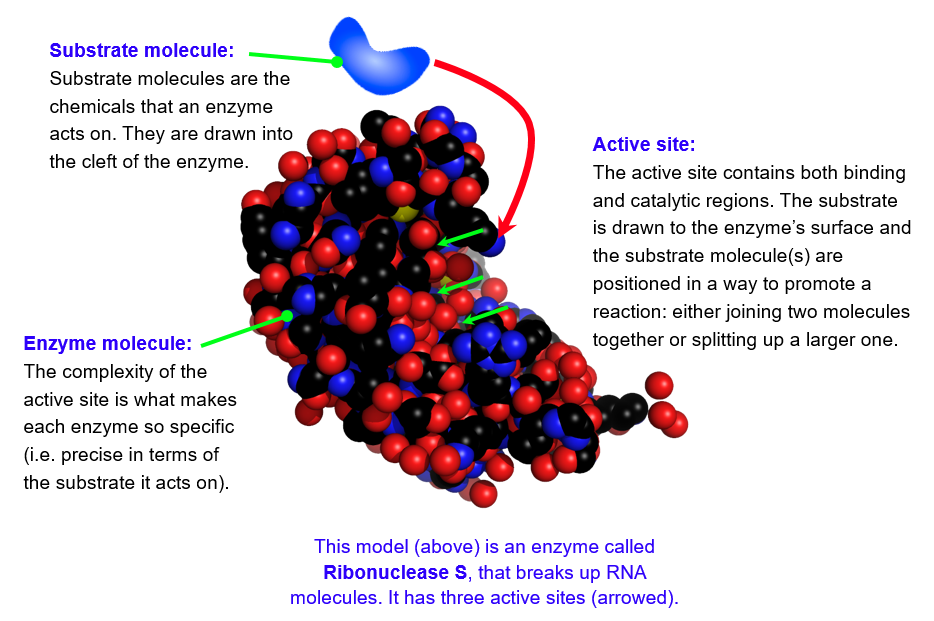 Substrate molecule:
Substrate molecules are the
chemicals that an enzyme
acts on. They are drawn into
the cleft of the enzyme.
Active site:
The active site contains both binding
and catalytic regions. The substrate
is drawn to the enzyme’s surface and
the substrate molecule(s) are
positioned in a way to promote a
reaction: either joining two molecules
together or splitting up a larger one.
Enzyme molecule:
The complexity of the
active site is what makes
each enzyme so specific
(i.e. precise in terms of
the substrate it acts on).
This model (above) is an enzyme called
Ribonuclease S, that breaks up RNA
molecules. It has three active sites (arrowed).